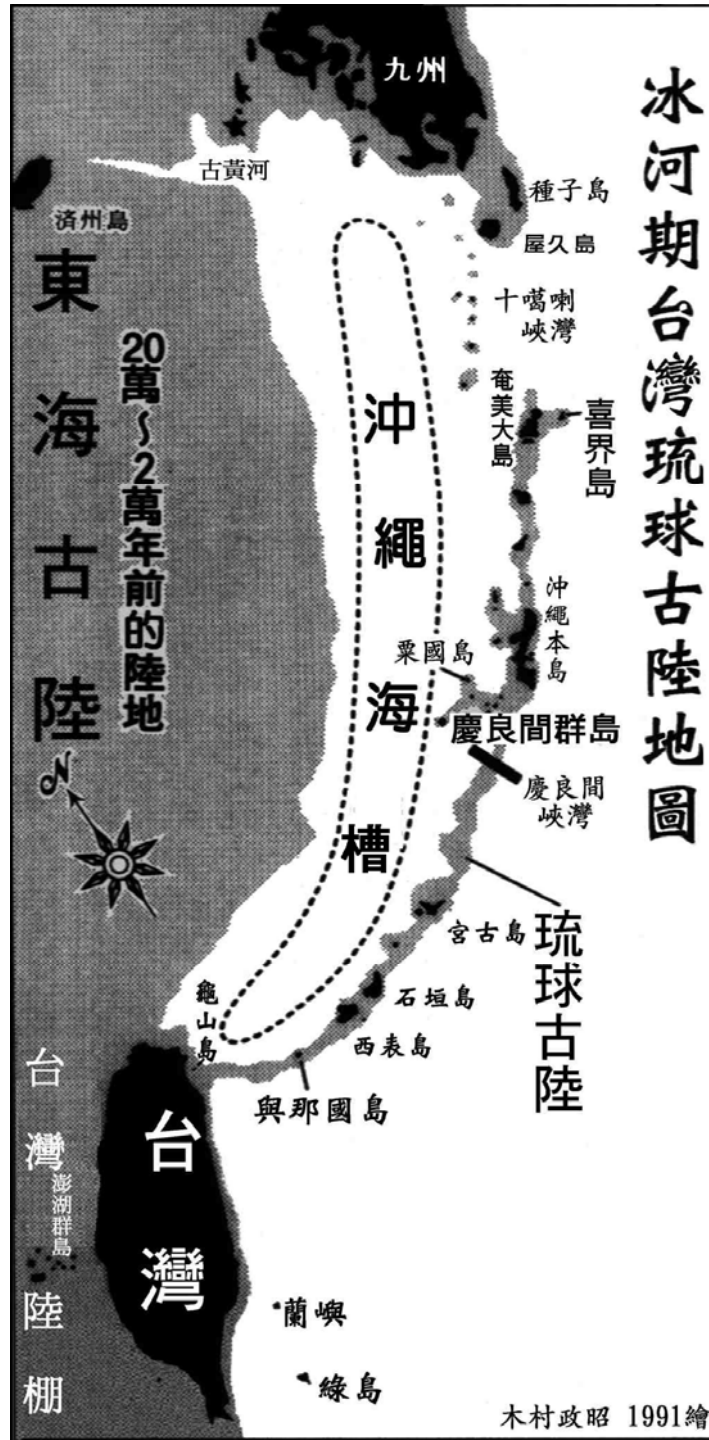 冰河期台灣琉球古陸地圖
九州
古黃河
種子島
済州島
屋久島
東海古陸
20萬～2萬年前的陸地
十噶喇
峽灣
奄美大島
喜界島
沖繩海槽
沖繩本島
粟國島
慶良間群島
慶良間
峽灣
N
宮古島
琉球古陸
石垣島
西表島
龜山島
與那國島
台灣陸棚
台灣
澎湖群島
蘭嶼
綠島
木村政昭 1991繪